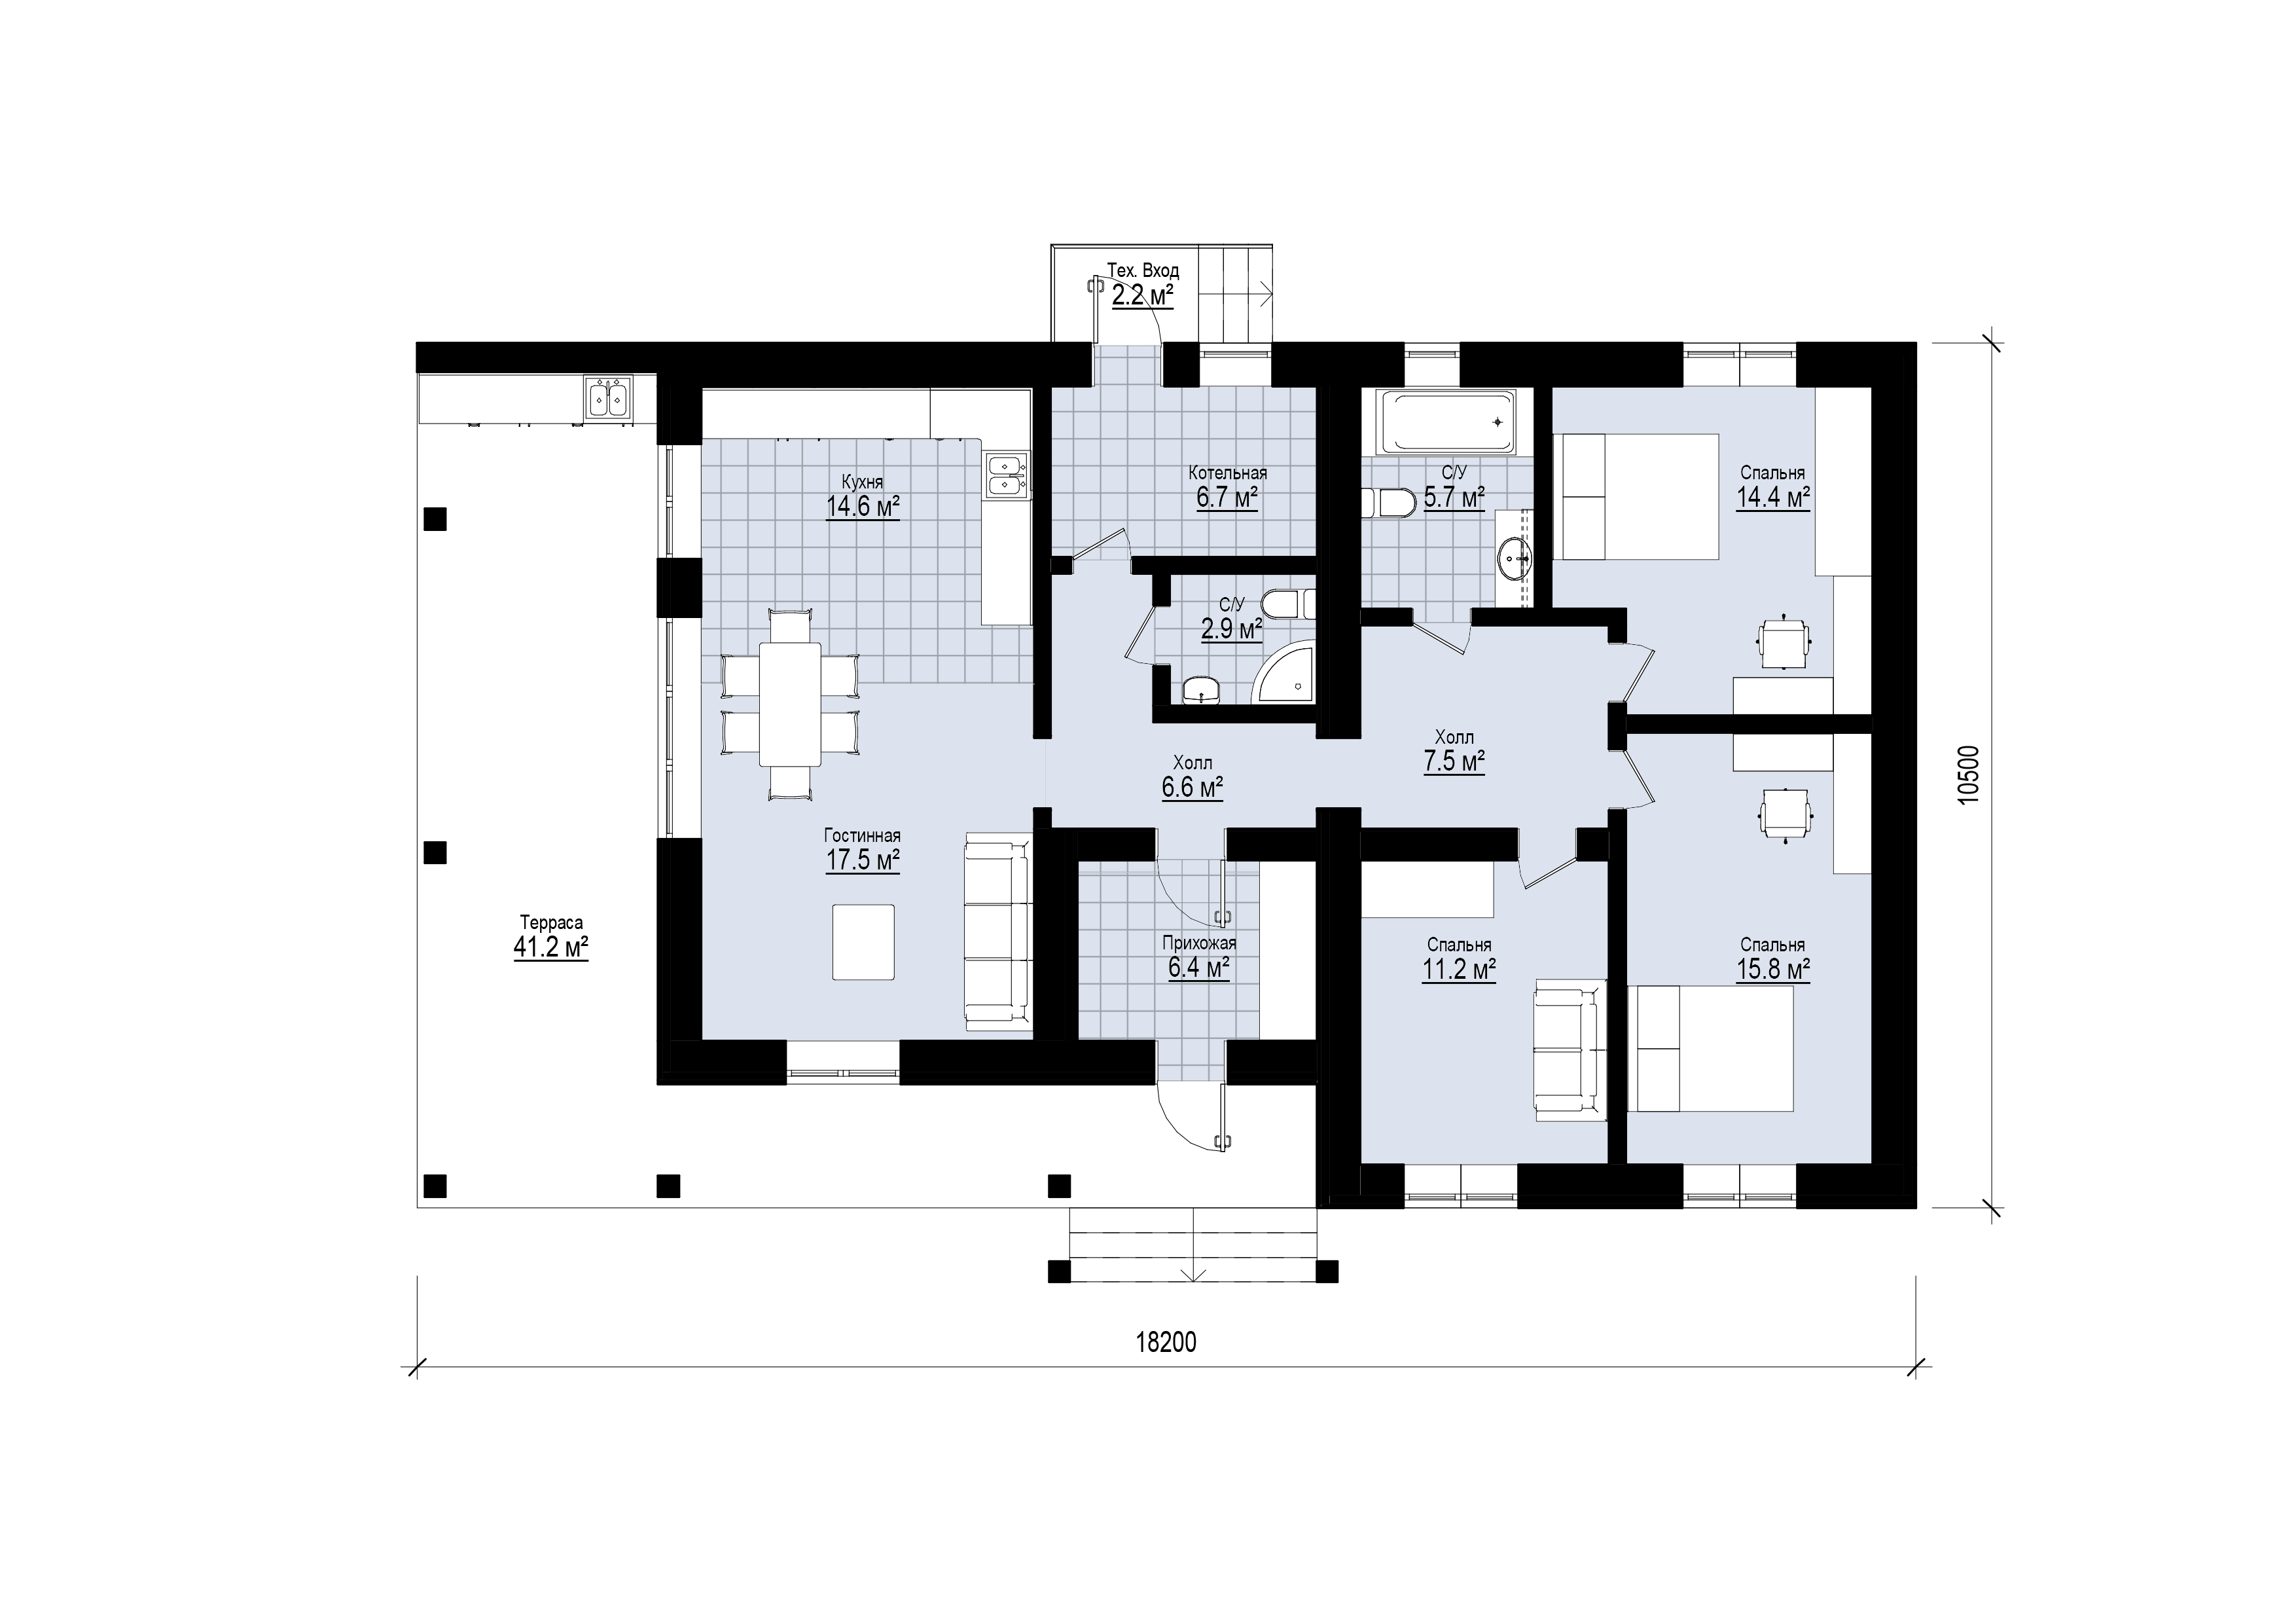 Тех. Вход
2.2 м²
Кухня
14.6 м²
Котельная
6.7 м²
С/У
5.7 м²
Спальня
14.4 м²
С/У
2.9 м²
Холл
7.5 м²
Холл
6.6 м²
Гостинная
17.5 м²
Терраса
41.2 м²
Прихожая
6.4 м²
Спальня
11.2 м²
Спальня
15.8 м²
10500
18200